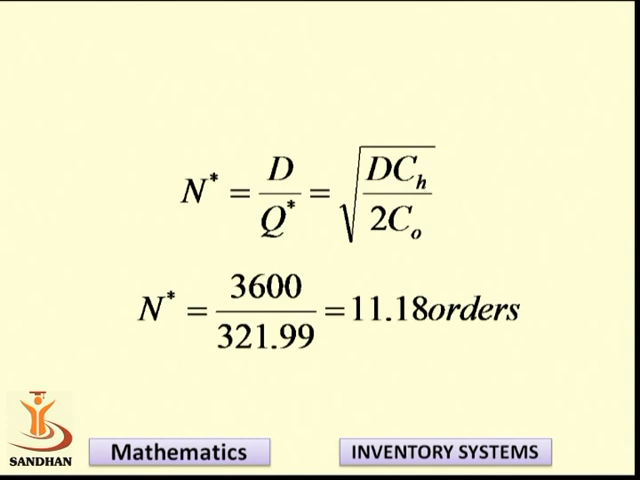 N* = D/Q* = √(DC_h/2C_o)
N* = 3600/321.99 = 11.18orders
SANDHAN
Mathematics
INVENTORY SYSTEMS